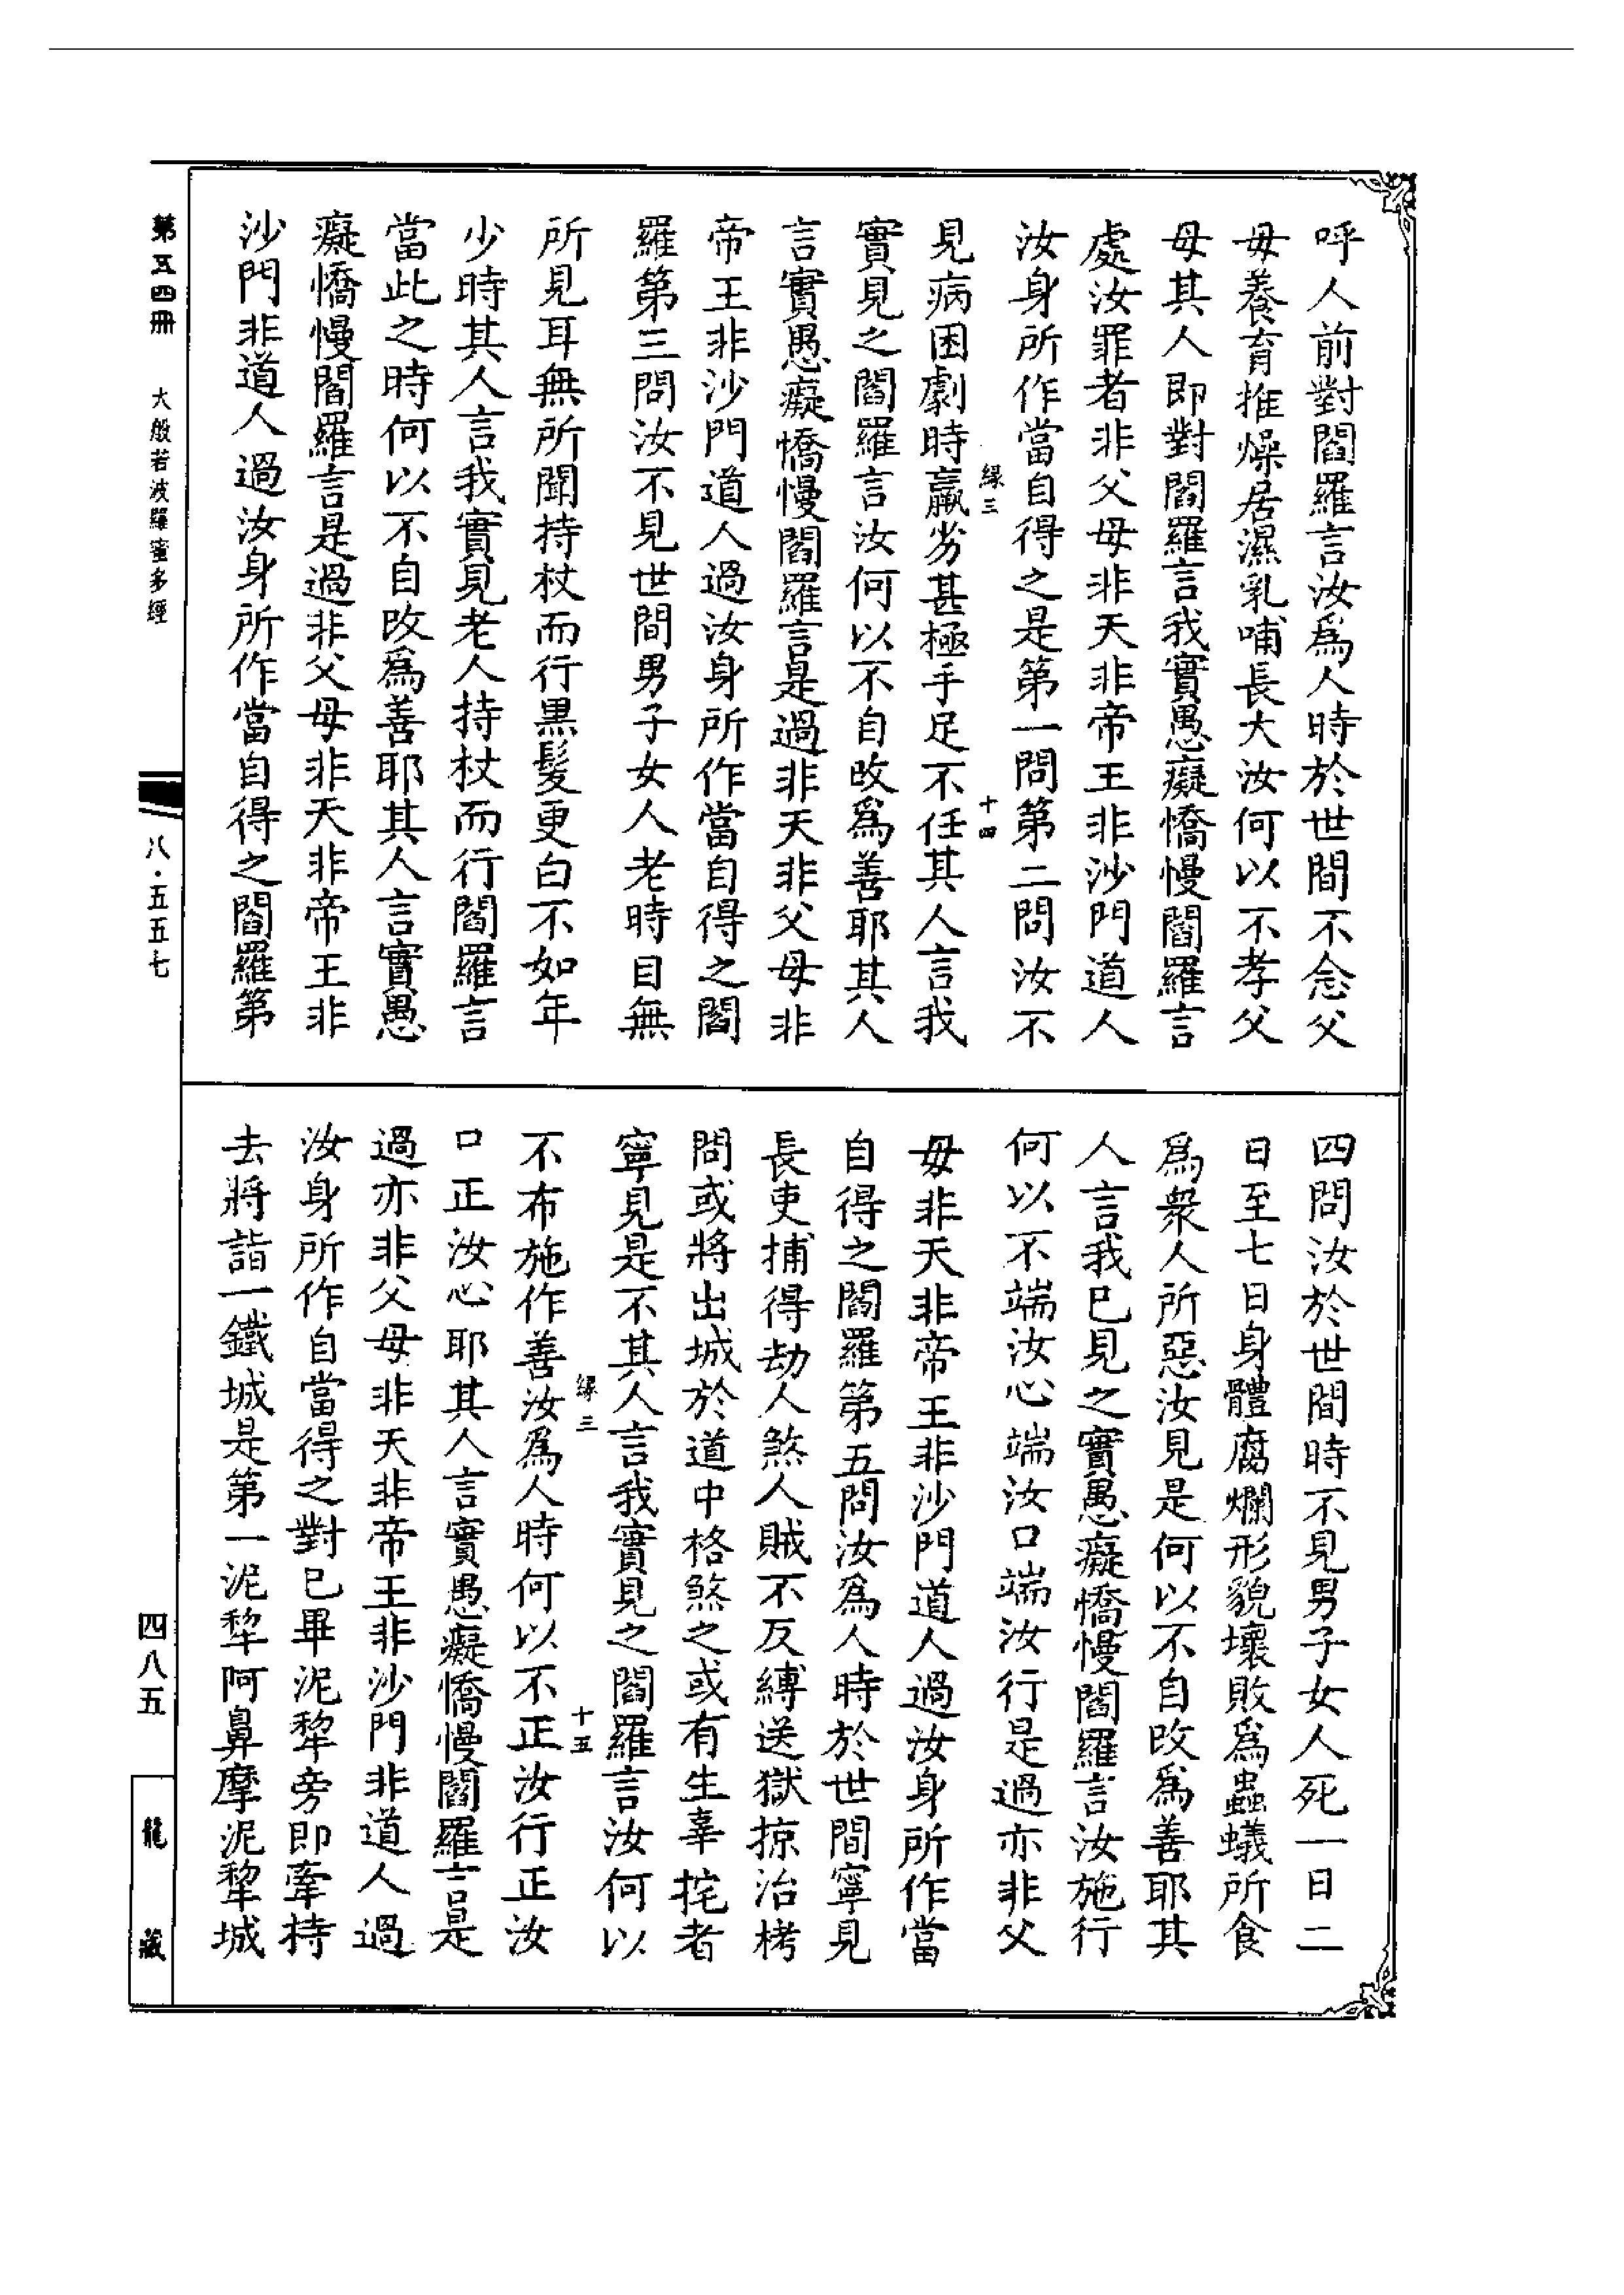 呼人前對閻羅言汝爲人時於世間不念父
母養育推燥居濕乳哺長大汝何以不孝父
母其人即對閻羅言我實愚癡憍慢閻羅言
處汝罪者非父母非天非帝王非沙門道人
汝身所作當自得之是第一問第二問汝不
緣三
十四
見病困劇時羸劣甚極手足不任其人言我
實見之閻羅言汝何以不自改爲善耶其人
言實愚癡憍慢閻羅言是過非天非父母非
帝王非沙門道人過汝身所作當自得之閻
羅第三問汝不見世間男子女人老時目無
所見耳無所聞持杖而行黑髮更白不如年
少時其人言我實見老人持杖而行閻羅言
當此之時何以不自改爲善耶其人言實愚
癡憍慢閻羅言是過非父母非天非帝王非
沙門非道人過汝身所作當自得之閻羅第
四問汝於世間時不見男子女人死一日二
日至七日身體腐爛形貌壞敗爲蟲蟻所食
爲衆人所惡汝見是何以不自改爲善耶其
人言我已見之實愚癡憍慢閻羅言汝施行
何以不端汝心端汝口端汝行是過亦非父
母非天非帝王非沙門道人過汝身所作當
自得之閻羅第五問汝爲人時於世間寧見
長吏捕得劫人煞人賊不反縛送獄掠治栲
問或將出城於道中格煞之或有生辜挓者
寧見是不其人言我實見之閻羅言汝何以
緣三
十五
不布施作善汝爲人時何以不正汝行正汝
口正汝心耶其人言實愚癡憍慢閻羅言是
過亦非父母非天非帝王非沙門非道人過
汝身所作自當得之對已畢泥犂旁即牽持
去將詣一鐵城是第一泥犂阿鼻摩泥犂城
第五四冊 大般若波羅蜜多經
八·五五七
四八五
龍藏